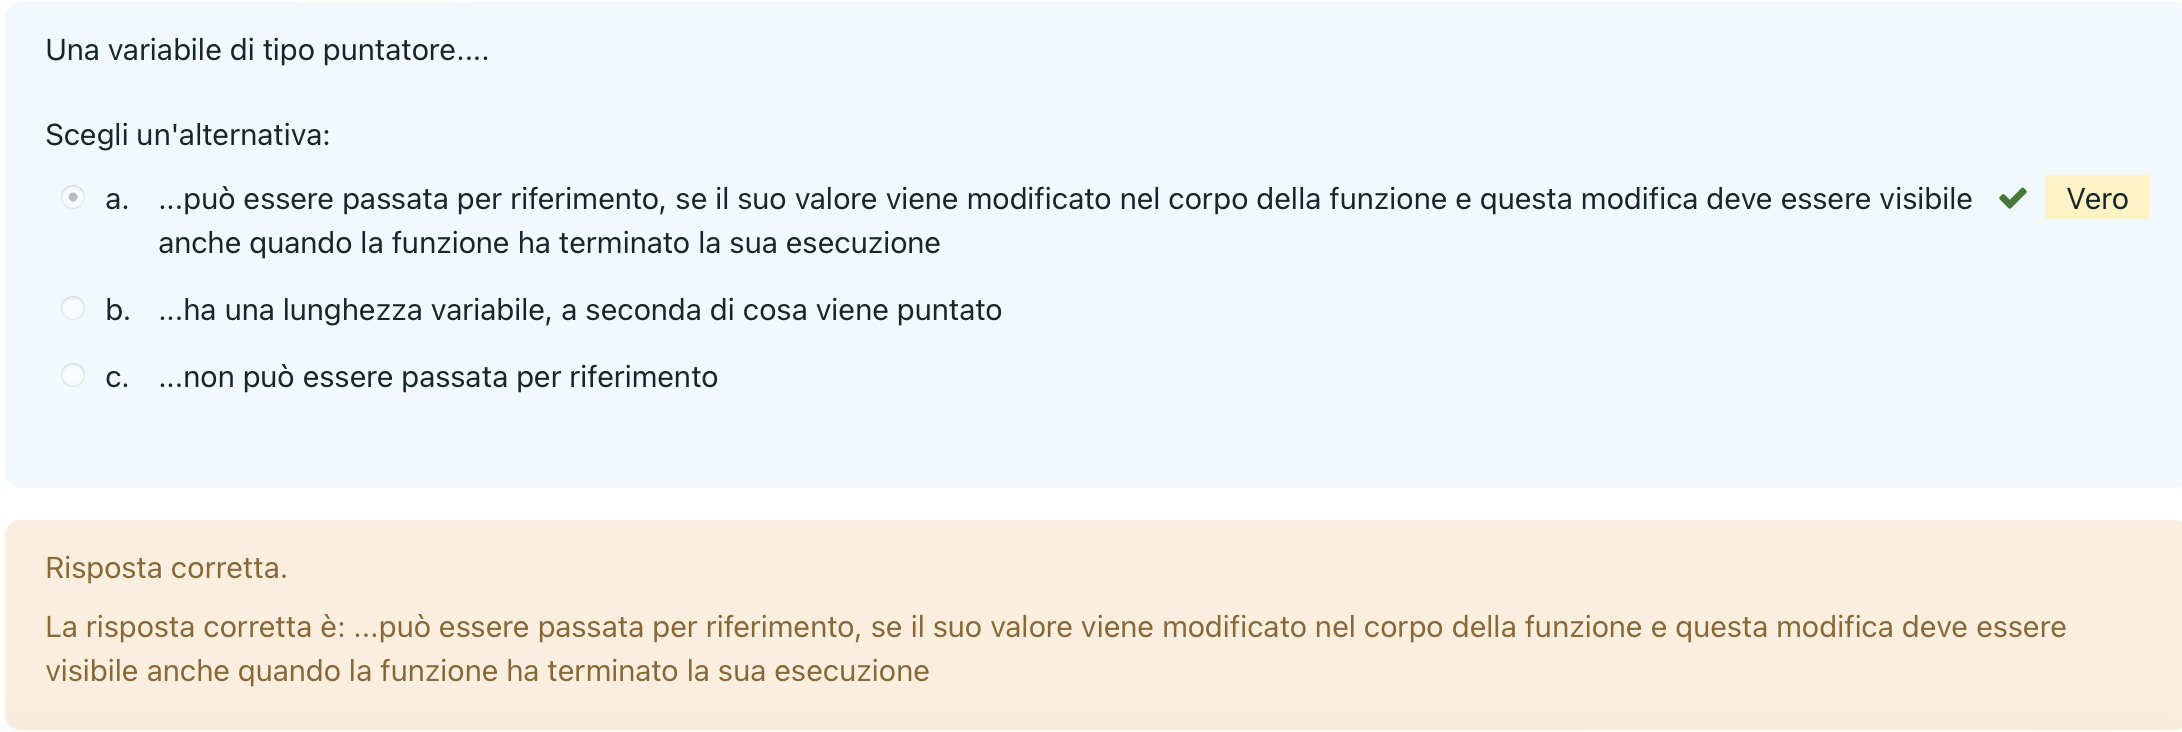 Una variabile di tipo puntatore....
Scegli un'alternativa:
a. ...può essere passata per riferimento, se il suo valore viene modificato nel corpo della funzione e questa modifica deve essere visibile Vero
anche quando la funzione ha terminato la sua esecuzione
b. ...ha una lunghezza variabile, a seconda di cosa viene puntato
c. ...non può essere passata per riferimento
Risposta corretta.
La risposta corretta è: ...può essere passata per riferimento, se il suo valore viene modificato nel corpo della funzione e questa modifica deve essere
visibile anche quando la funzione ha terminato la sua esecuzione